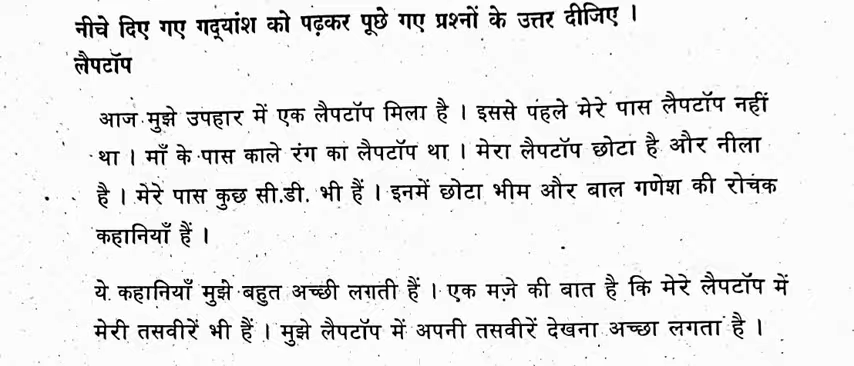 नीचे दिए गए गद्यांश को पढ़कर पूछे गए प्रश्नों के उत्तर दीजिए ।
लैपटॉप
आज मुझे उपहार में एक लैपटॉप मिला है । इससे पहले मेरे पास लैपटॉप नहीं
था । माँ के पास काले रंग का लैपटॉप था । मेरा लैपटॉप छोटा है और नीला
है । मेरे पास कुछ सी.डी. भी हैं । इनमें छोटा भीम और बाल गणेश की रोचक
कहानियाँ हैं ।
ये कहानियाँ मुझे बहुत अच्छी लगती हैं । एक मज़े की बात है कि मेरे लैपटॉप में
मेरी तसवीरें भी हैं । मुझे लैपटॉप में अपनी तसवीरें देखना अच्छा लगता है ।